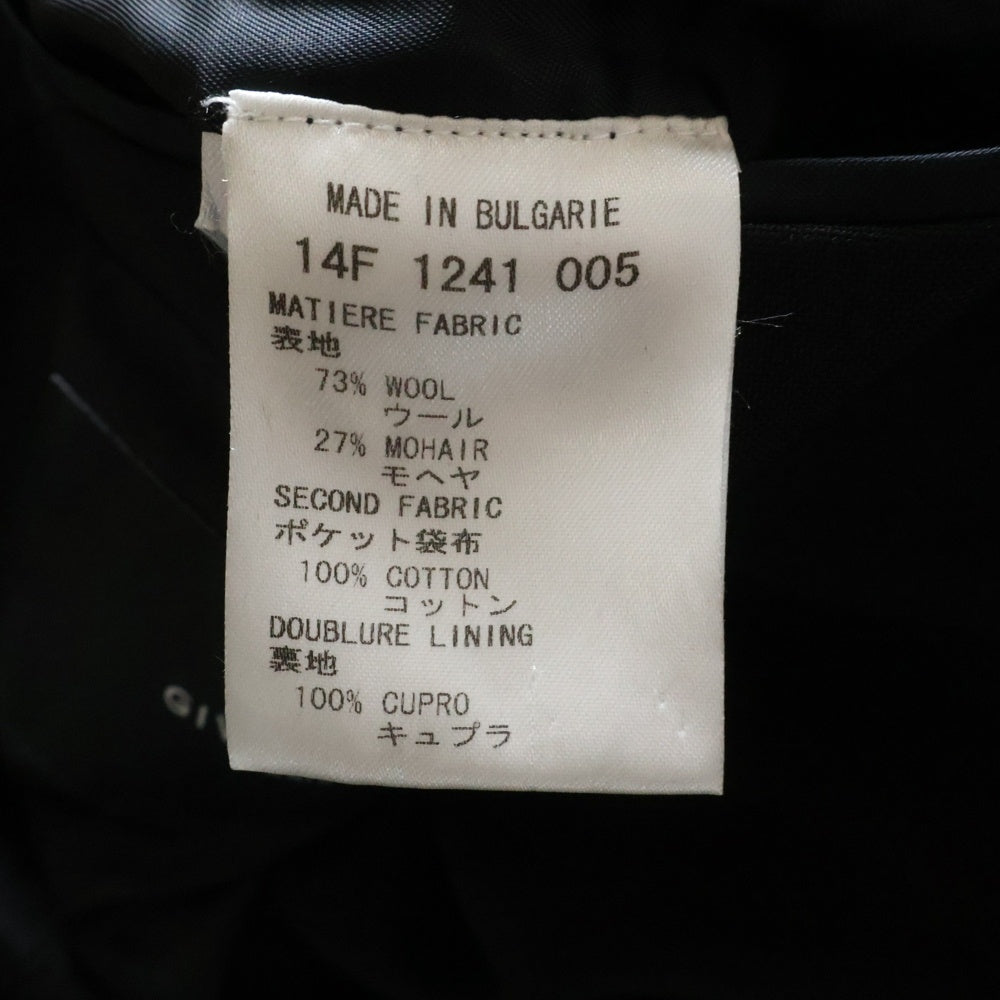 MADE IN BULGARIE
14F 1241 005
MATIERE FABRIC
表地
73% WOOL
ウール
27% MOHAIR
モヘヤ
SECOND FABRIC
ポケット袋布
100% COTTON
コットン
DOUBLURE LINING
裏地
100% CUPRO
キュプラ